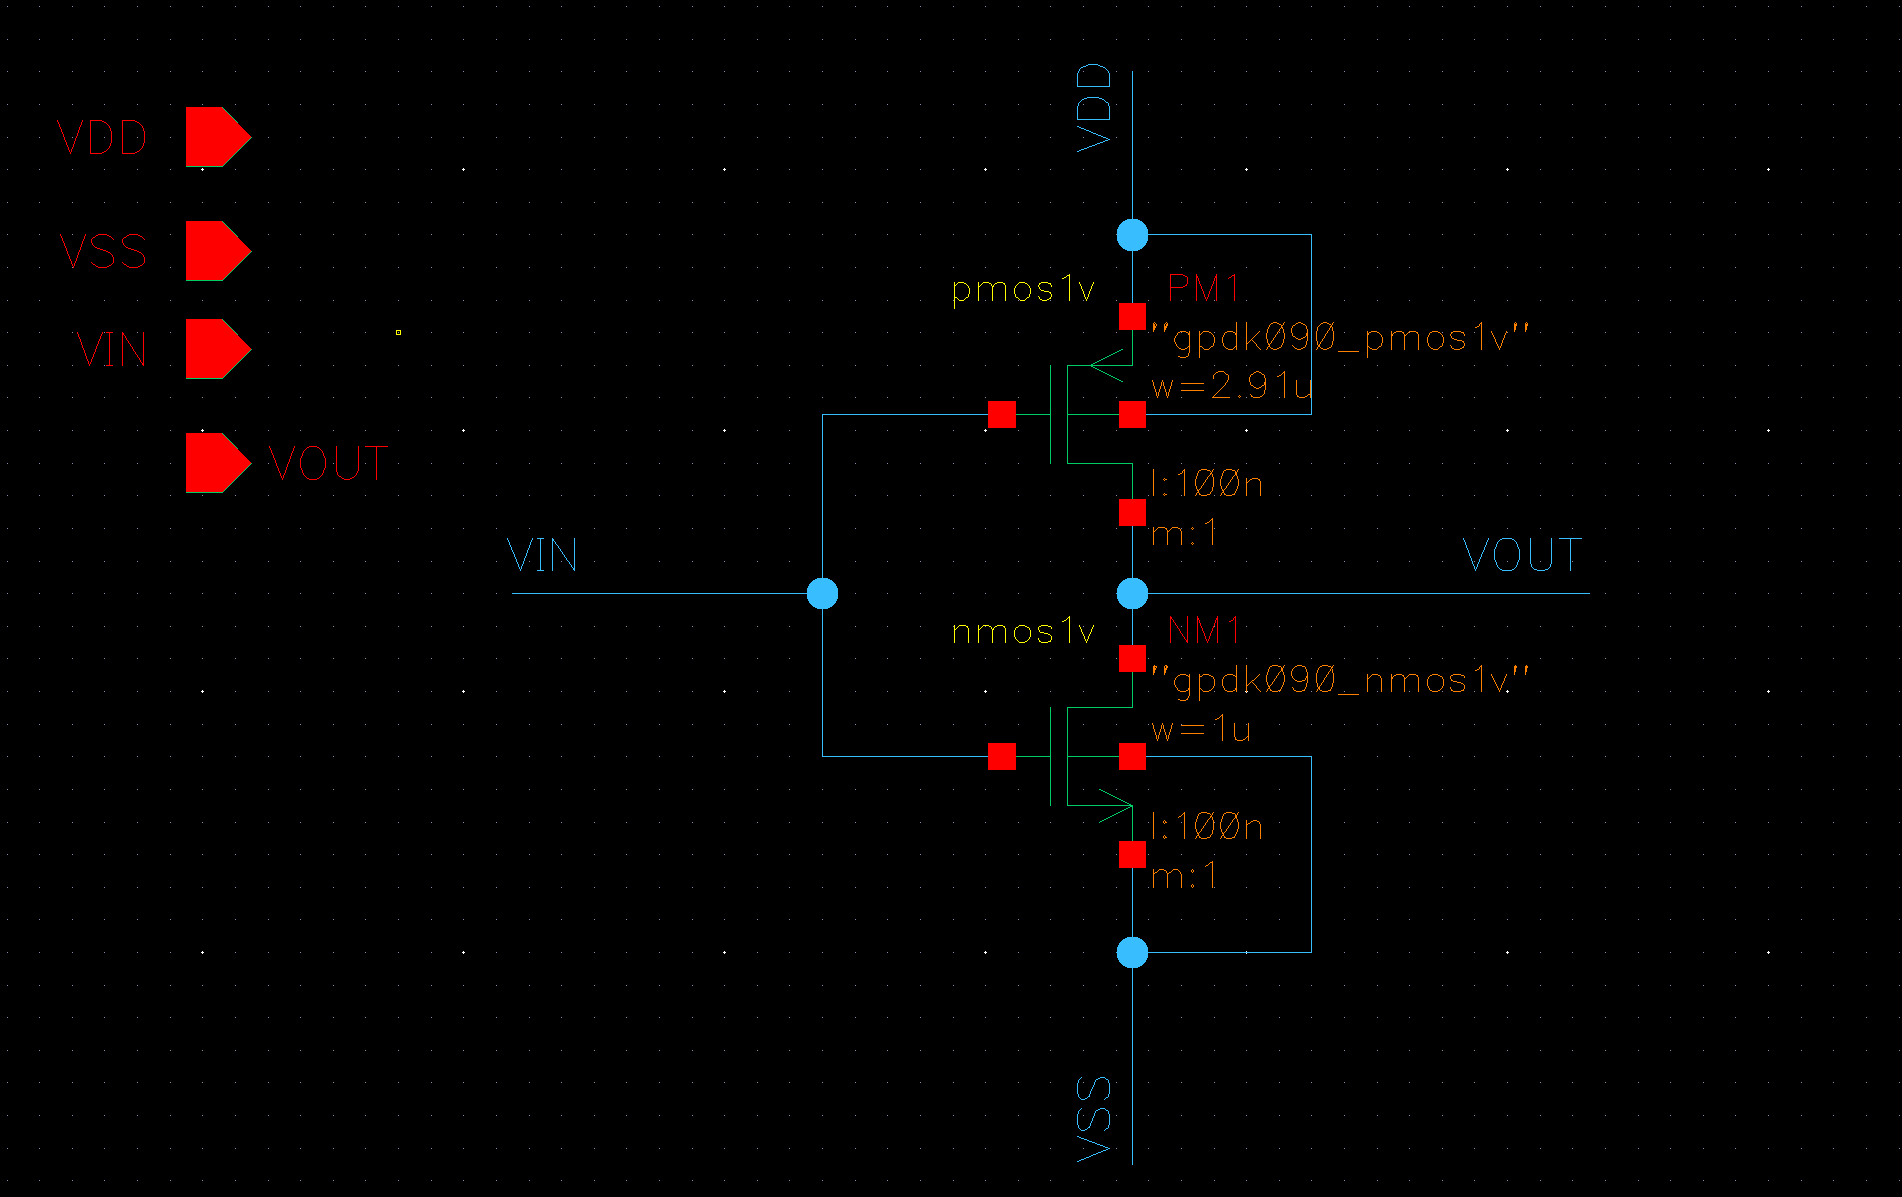 VDD
VSS
VIN
VOUT
VDD
pmos1v
PM1
"gpdk090_pmos1v"
w=2.91u
l:100n
m:1
VIN
VOUT
nmos1v
NM1
"gpdk090_nmos1v"
w=1u
l:100n
m:1
VSS